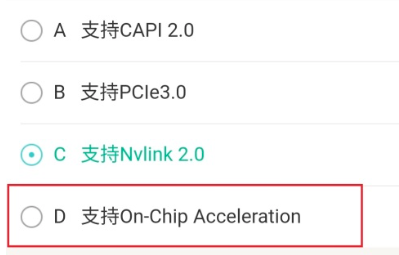 A 支持CAPI 2.0
B 支持PCIe3.0
C 支持Nvlink 2.0
D 支持On-Chip Acceleration